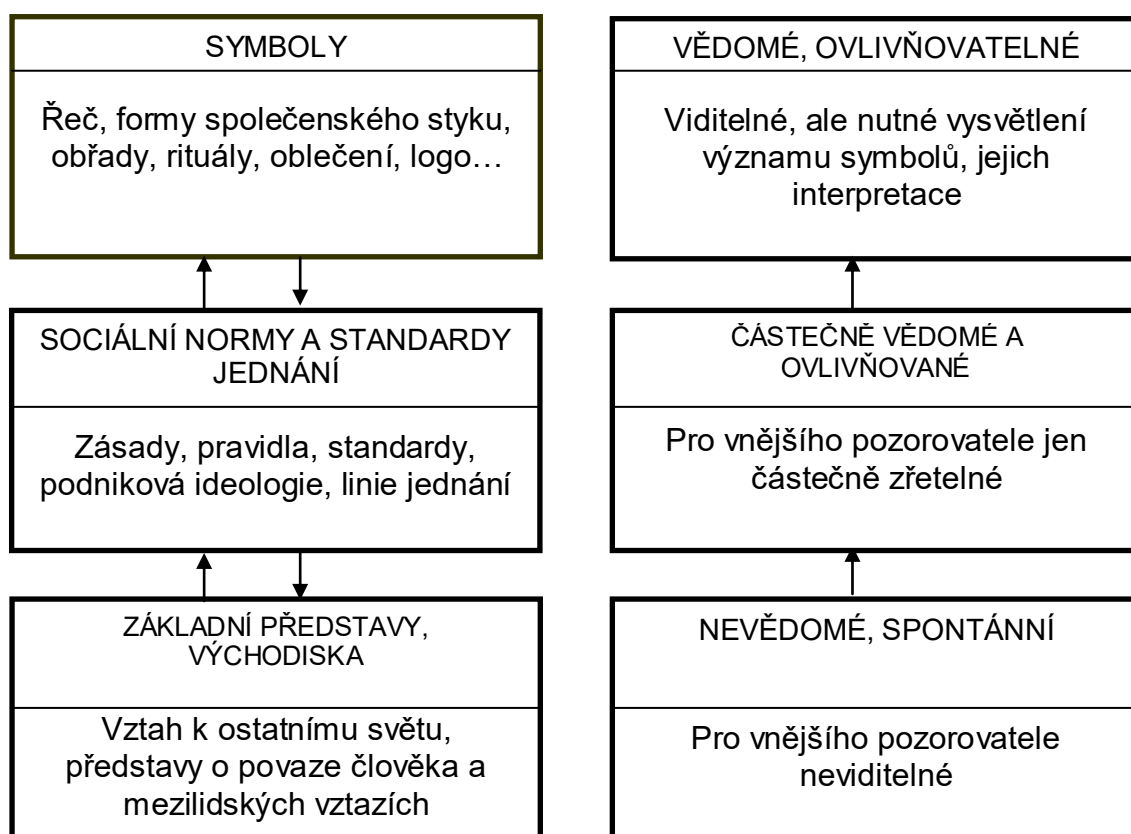 SYMBOLY
Řeč, formy společenského styku,
obřady, rituály, oblečení, logo…
VĚDOMÉ, OVLIVŇOVATELNÉ
Viditelné, ale nutné vysvětlení
významu symbolů, jejich
interpretace
SOCIÁLNÍ NORMY A STANDARDY
JEDNÁNÍ
Zásady, pravidla, standardy,
podniková ideologie, linie jednání
ČÁSTEČNĚ VĚDOMÉ A
OVLIVŇOVANÉ
Pro vnějšího pozorovatele jen
částečně zřetelné
ZÁKLADNÍ PŘEDSTAVY,
VÝCHODISKA
Vztah k ostatnímu světu,
představy o povaze člověka a
mezilidských vztazích
NEVĚDOMÉ, SPONTÁNNÍ
Pro vnějšího pozorovatele
neviditelné